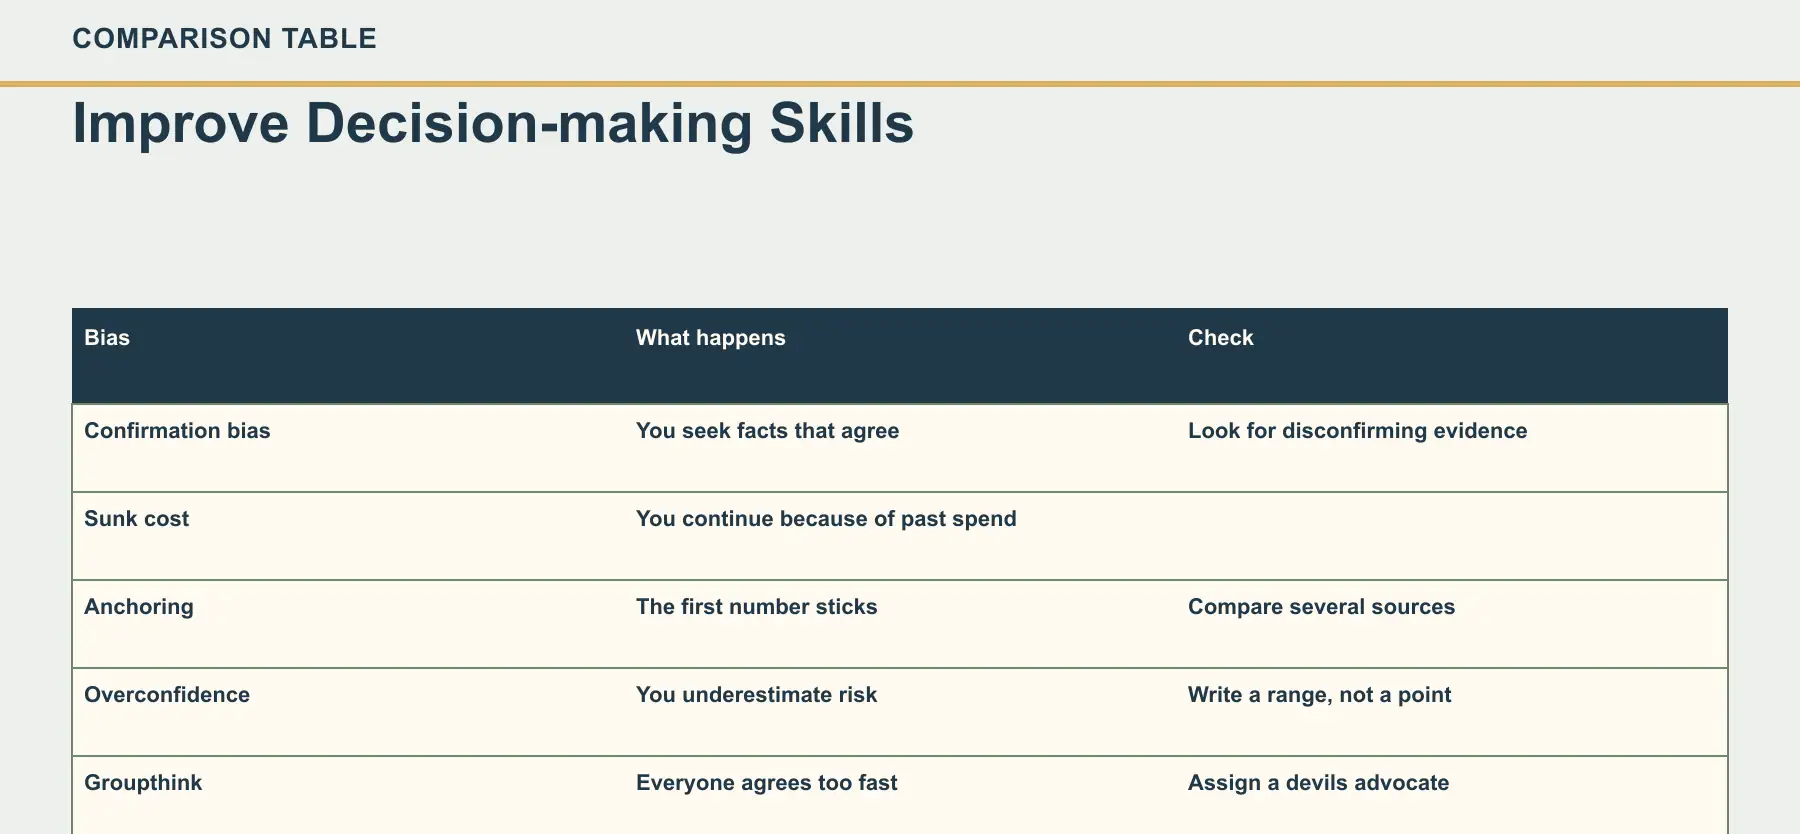 COMPARISON TABLE
Improve Decision-making Skills
Bias What happens Check
Confirmation bias You seek facts that agree Look for disconfirming evidence
Sunk cost You continue because of past spend
Anchoring The first number sticks Compare several sources
Overconfidence You underestimate risk Write a range, not a point
Groupthink Everyone agrees too fast Assign a devils advocate